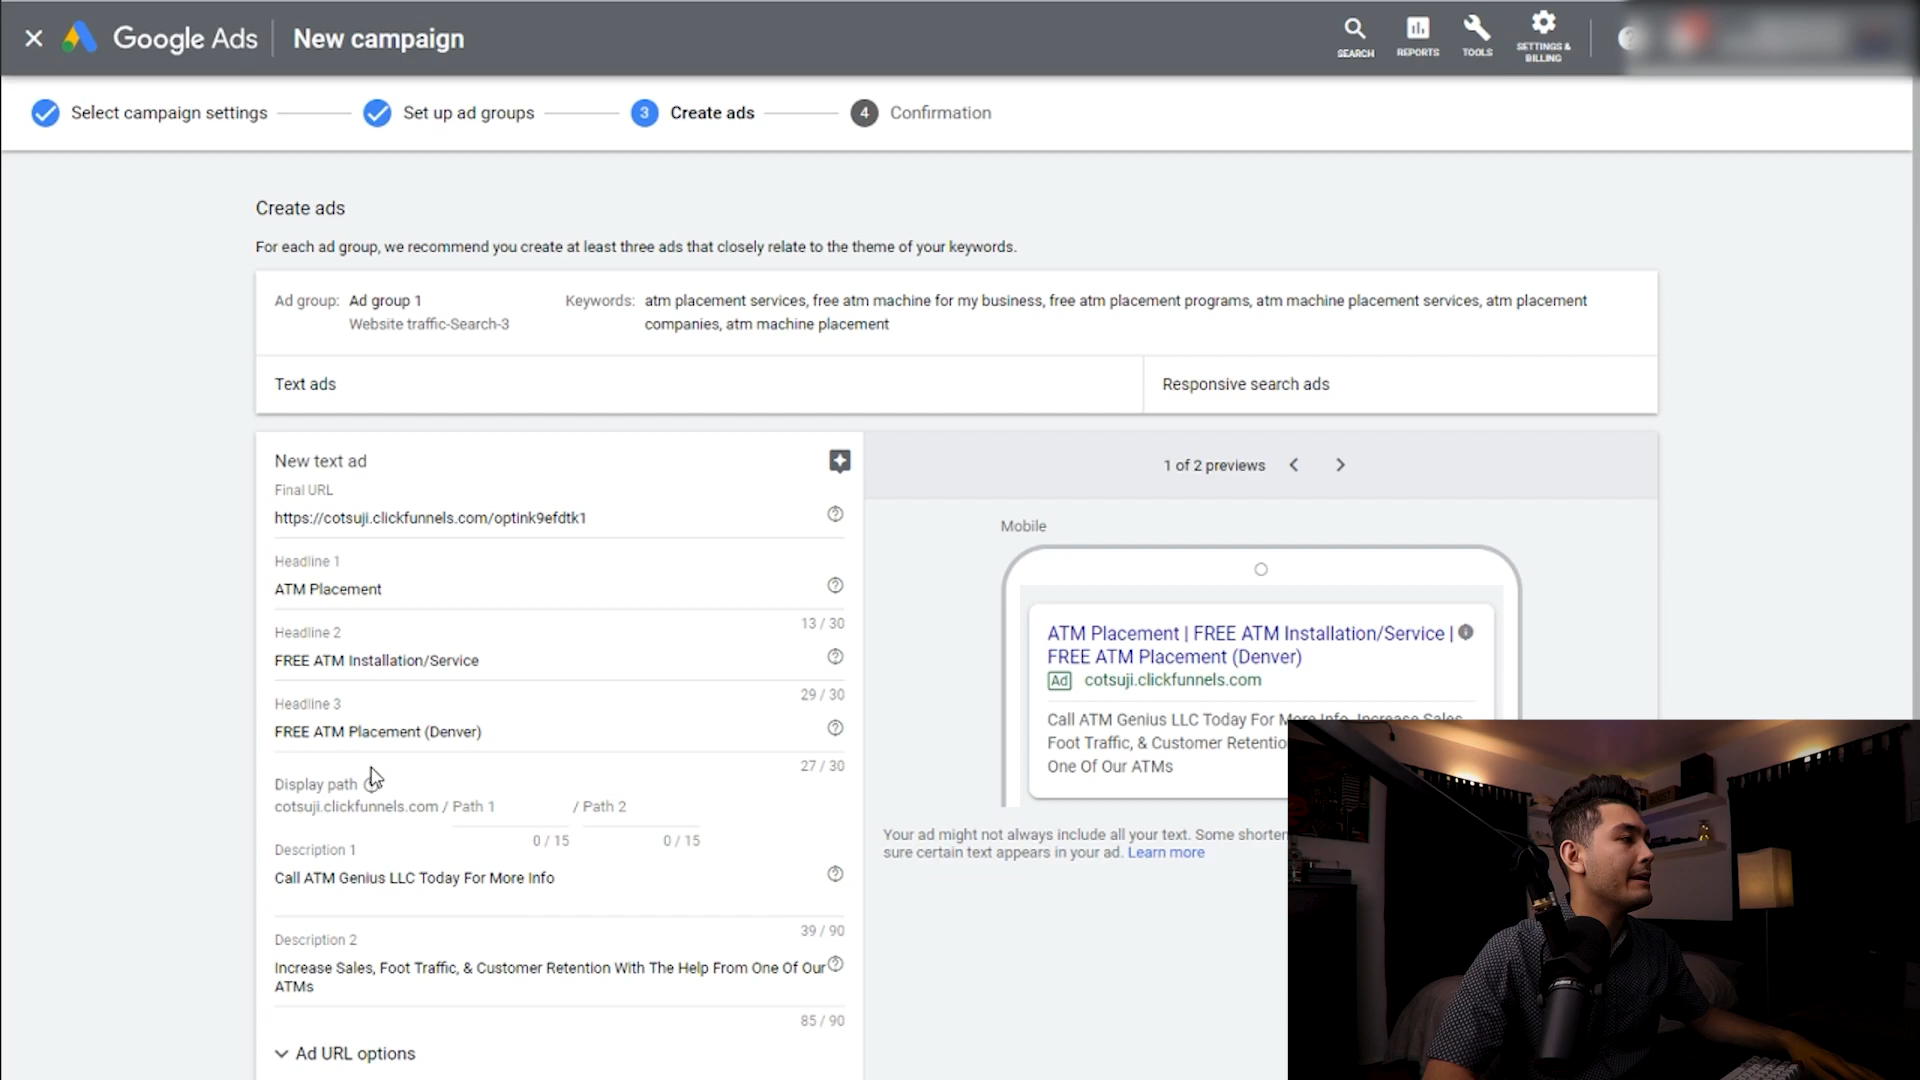 Google Ads
New campaign
SEARCH
REPORTS
TOOLS
SETTINGS &
BILLING
Select campaign settings
Set up ad groups
3 Create ads
4 Confirmation
Create ads
For each ad group, we recommend you create at least three ads that closely relate to the theme of your keywords.
Ad group: Ad group 1
Website traffic-Search-3
Keywords: atm placement services, free atm machine for my business, free atm placement programs, atm machine placement services, atm placement
companies, atm machine placement
Text ads
Responsive search ads
New text ad
Final URL
https://cotsuji.clickfunnels.com/optink9efdtk1
Headline 1
ATM Placement
13 / 30
Headline 2
FREE ATM Installation/Service
29 / 30
Headline 3
FREE ATM Placement (Denver)
27 / 30
Display path
cotsuji.clickfunnels.com / Path 1 / Path 2
0 / 15 0 / 15
Description 1
Call ATM Genius LLC Today For More Info
39 / 90
Description 2
Increase Sales, Foot Traffic, & Customer Retention With The Help From One Of Our
ATMs
85 / 90
Ad URL options
1 of 2 previews
Mobile
ATM Placement | FREE ATM Installation/Service |
FREE ATM Placement (Denver)
Ad cotsuji.clickfunnels.com
Call ATM Genius LLC Today For More Info. Increase Sales,
Foot Traffic, & Customer Retentio
One Of Our ATMs
Your ad might not always include all your text. Some shorten
sure certain text appears in your ad. Learn more